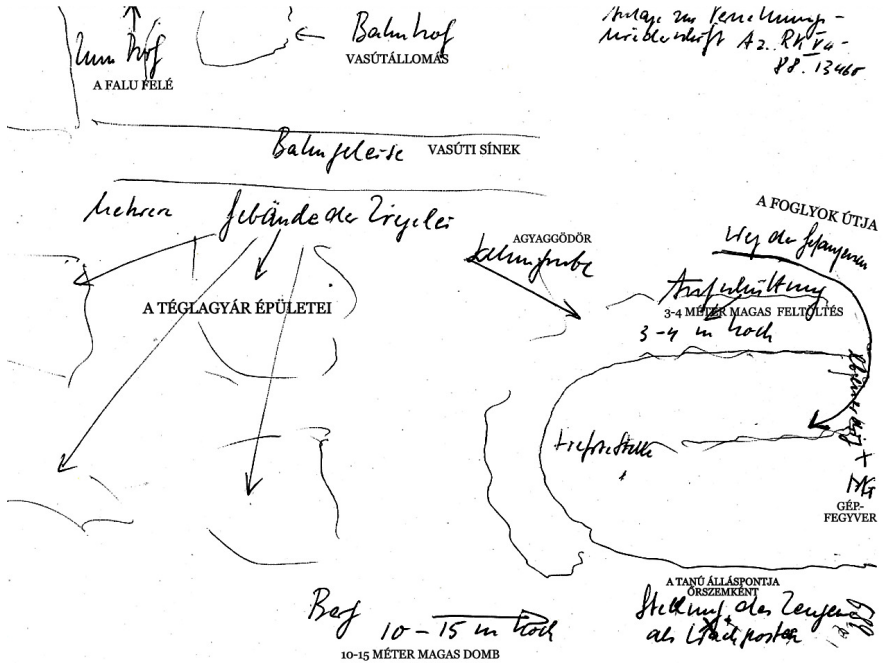 Anlage zur Vernehmungs-
niederschrift Az. RK Va-
88. 13460
Zum Hof
A FALU FELÉ
← Bahnhof
VASÚTÁLLOMÁS
Bahngeleise VASÚTI SÍNEK
Mehrere Gebäude der Ziegelei
A TÉGLAGYÁR ÉPÜLETEI
AGYAGGÖDÖR
Lehmgrube
A FOGLYOK ÚTJA
Weg der Gefangenen
Aufschüttung
3-4 MÉTER MAGAS FELTÖLTÉS
3-4 m hoch
+ MG
GÉP-
FEGYVER
Berg 10-15 m hoch
10-15 MÉTER MAGAS DOMB
A TANÚ ÁLLÁSPONTJA
ŐRSZEMKÉNT
Stellung des Zeugen
als Wachposten